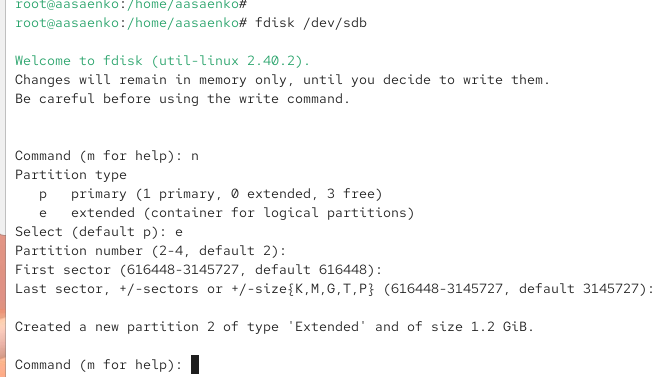 root@aasaenko:/home/aasaenko#
root@aasaenko:/home/aasaenko# fdisk /dev/sdb
Welcome to fdisk (util-linux 2.40.2).
Changes will remain in memory only, until you decide to write them.
Be careful before using the write command.
Command (m for help): n
Partition type
   p   primary (1 primary, 0 extended, 3 free)
   e   extended (container for logical partitions)
Select (default p): e
Partition number (2-4, default 2):
First sector (616448-3145727, default 616448):
Last sector, +/-sectors or +/-size{K,M,G,T,P} (616448-3145727, default 3145727):
Created a new partition 2 of type 'Extended' and of size 1.2 GiB.
Command (m for help):